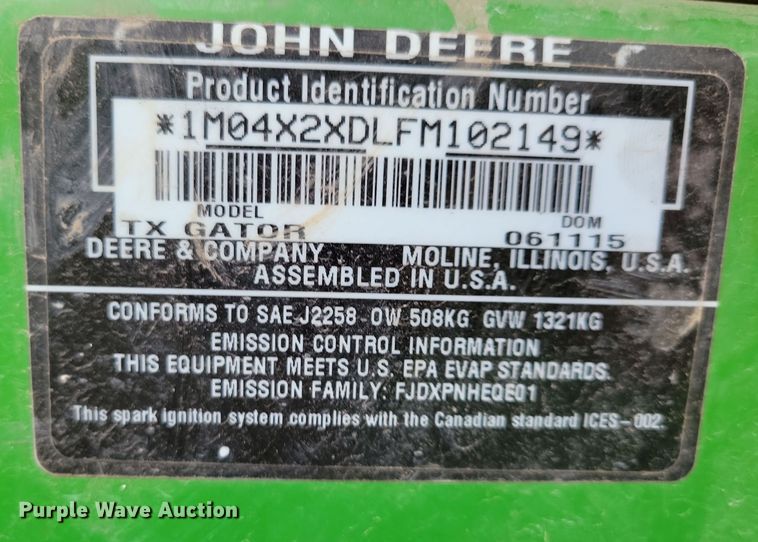 JOHN DEERE
Product Identification Number
*1M04X2XDLFM102149*
MODEL DOM
TX GATOR 061115
DEERE & COMPANY MOLINE, ILLINOIS, U.S.A.
ASSEMBLED IN U.S.A.
CONFORMS TO SAE J2258 OW 508KG GVW 1321KG
EMISSION CONTROL INFORMATION
THIS EQUIPMENT MEETS U.S. EPA EVAP STANDARDS.
EMISSION FAMILY: FJDXPNHEQE01
This spark ignition system complies with the Canadian standard ICES-002.
Purple Wave Auction